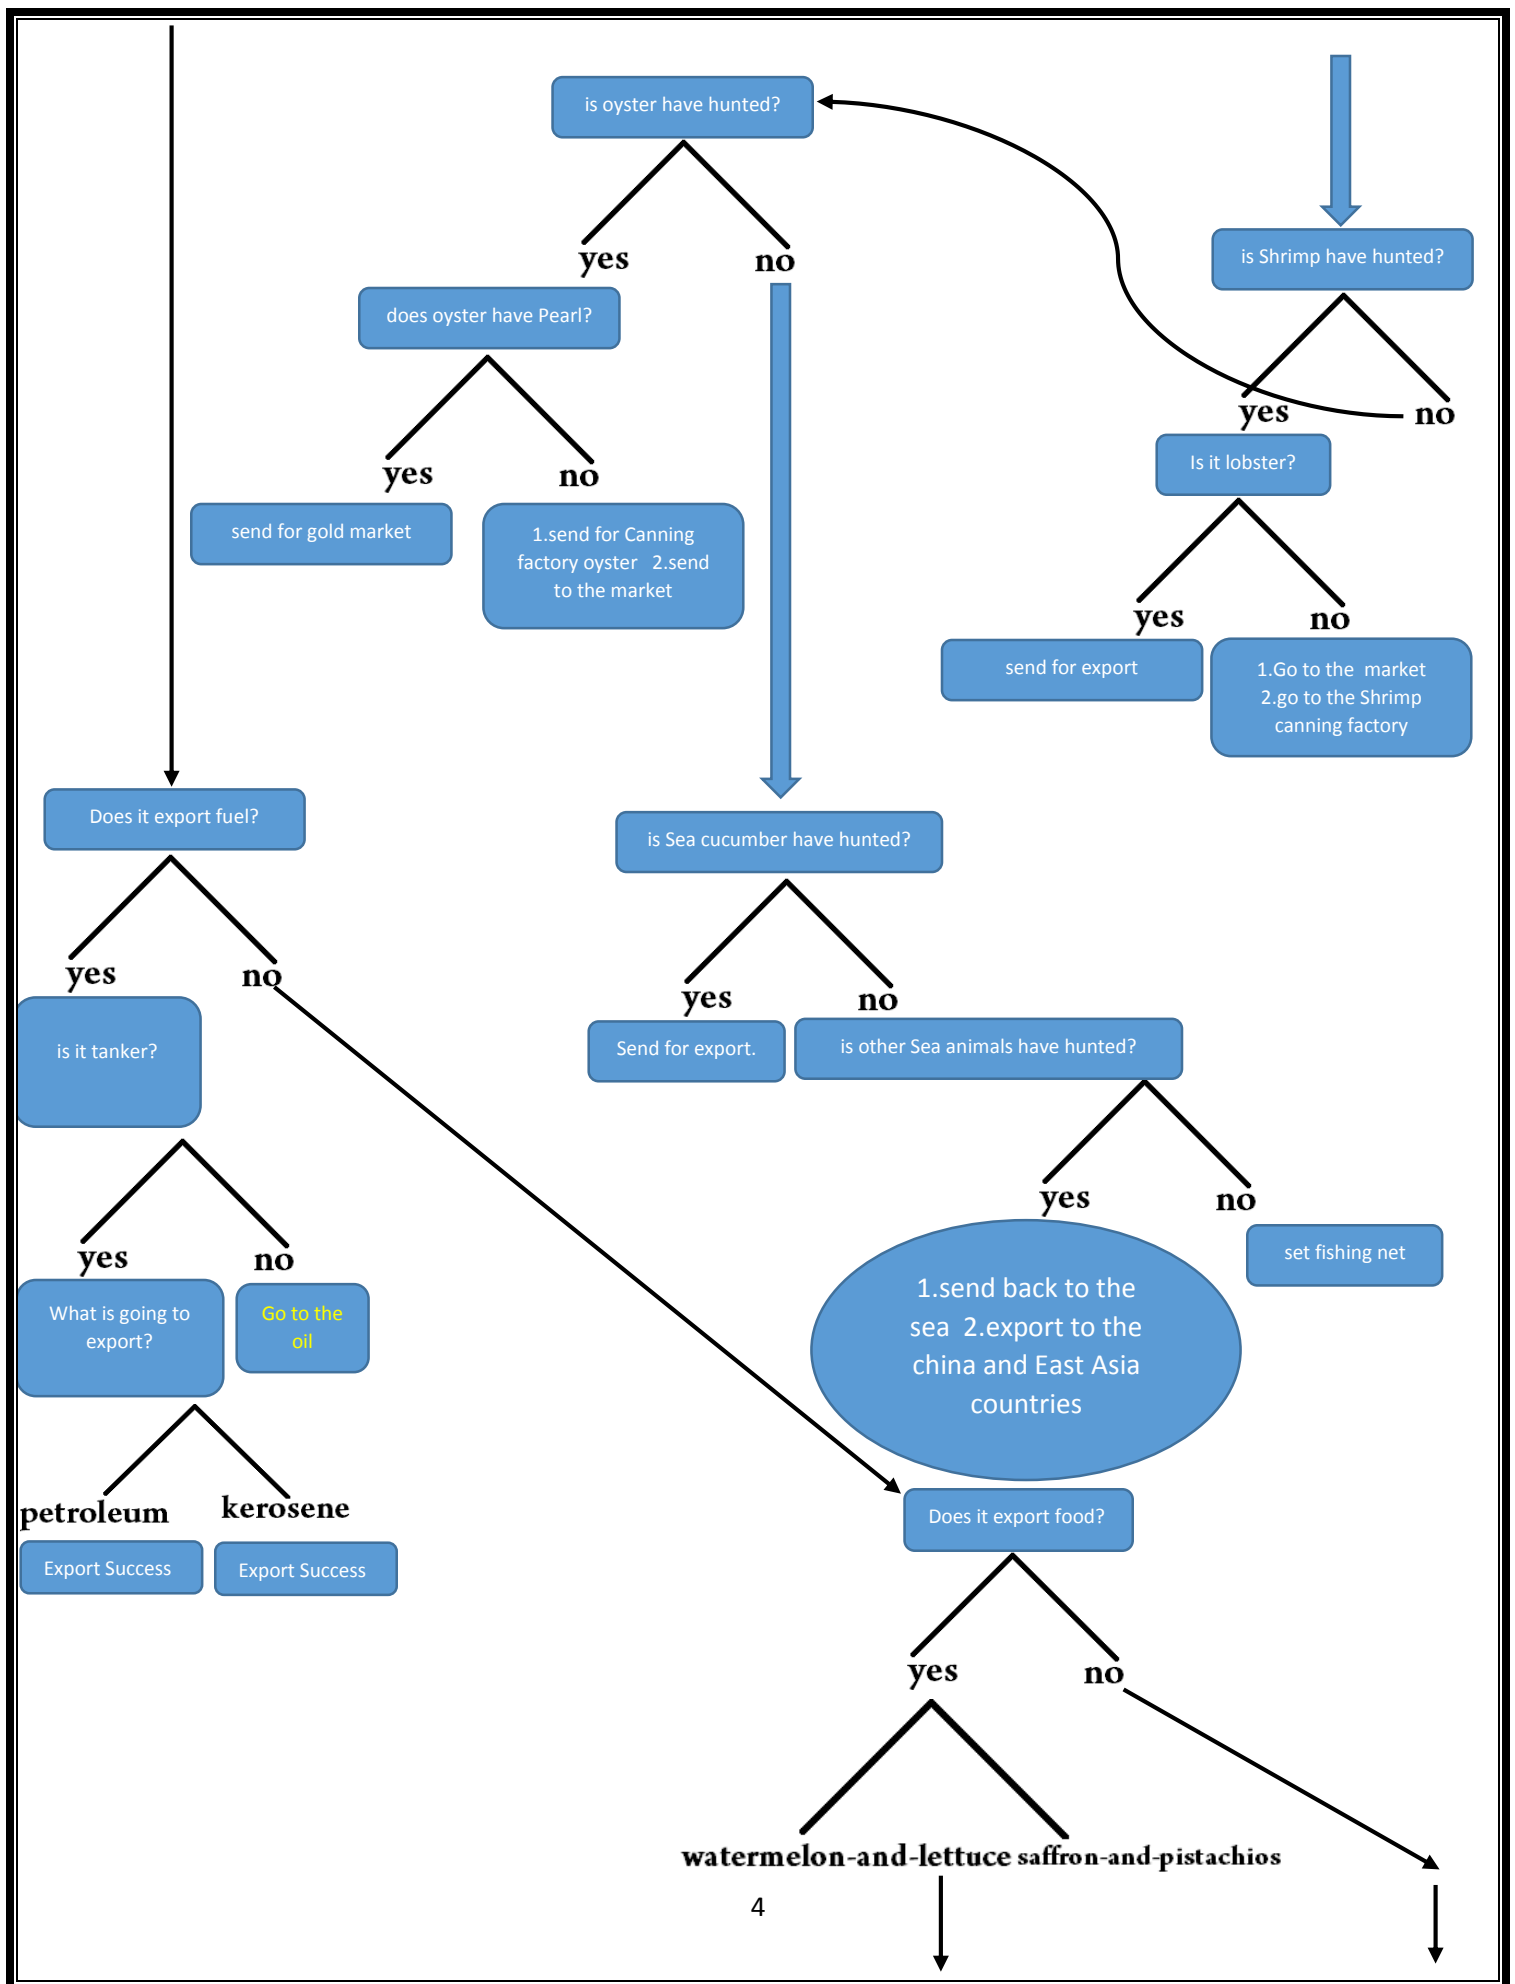 is oyster have hunted?
yes
no
is Shrimp have hunted?
yes
no
does oyster have Pearl?
yes
no
send for gold market
1.send for Canning
factory oyster 2.send
to the market
Is it lobster?
yes
no
send for export
1.Go to the market
2.go to the Shrimp
canning factory
Does it export fuel?
yes
no
is it tanker?
yes
no
What is going to
export?
Go to the
oil
petroleum
kerosene
Export Success
Export Success
is Sea cucumber have hunted?
yes
no
Send for export.
is other Sea animals have hunted?
yes
no
1.send back to the
sea 2.export to the
china and East Asia
countries
set fishing net
Does it export food?
yes
no
watermelon-and-lettuce
saffron-and-pistachios
4